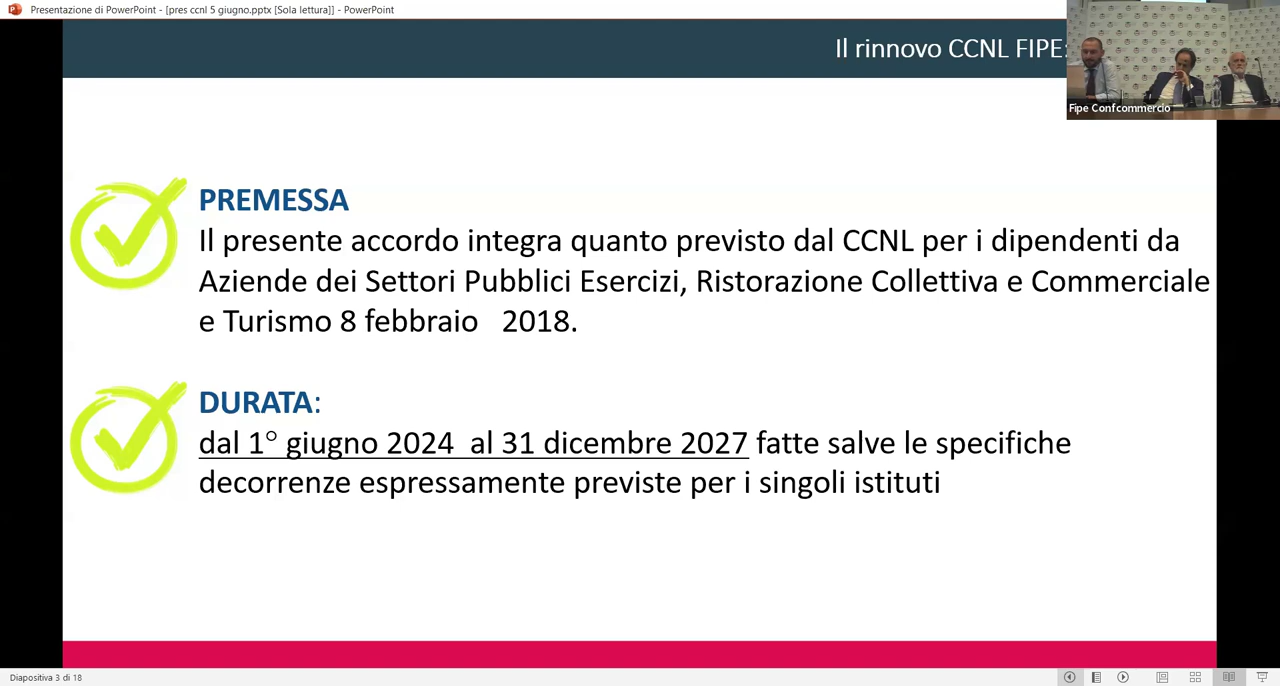 Presentazione di PowerPoint - [pres ccnl 5 giugno.pptx [Sola lettura]] - PowerPoint
Il rinnovo CCNL FIPE:
Fipe Confcommercio
PREMESSA
Il presente accordo integra quanto previsto dal CCNL per i dipendenti da
Aziende dei Settori Pubblici Esercizi, Ristorazione Collettiva e Commerciale
e Turismo 8 febbraio 2018.
DURATA:
dal 1° giugno 2024 al 31 dicembre 2027 fatte salve le specifiche
decorrenze espressamente previste per i singoli istituti
Diapositiva 3 di 18